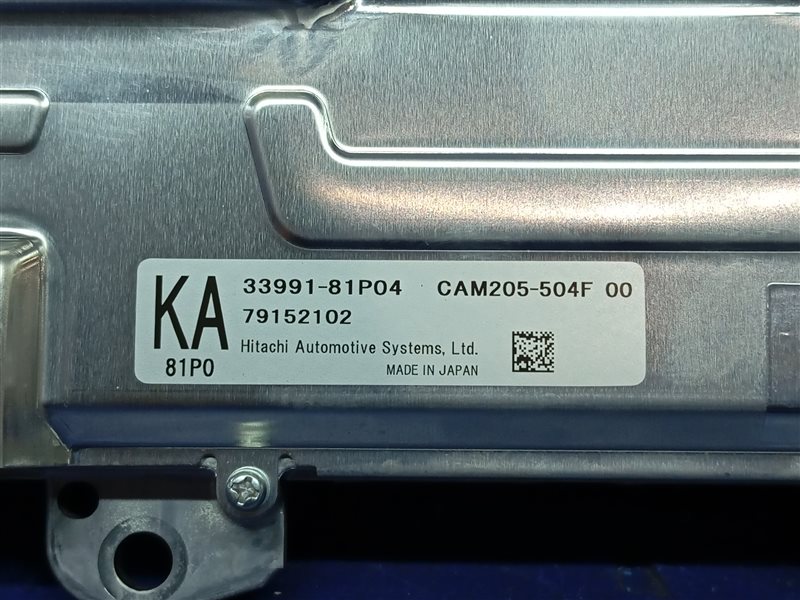 KA
81P0
33991-81P04 CAM205-504F 00
79152102
Hitachi Automotive Systems, Ltd.
MADE IN JAPAN